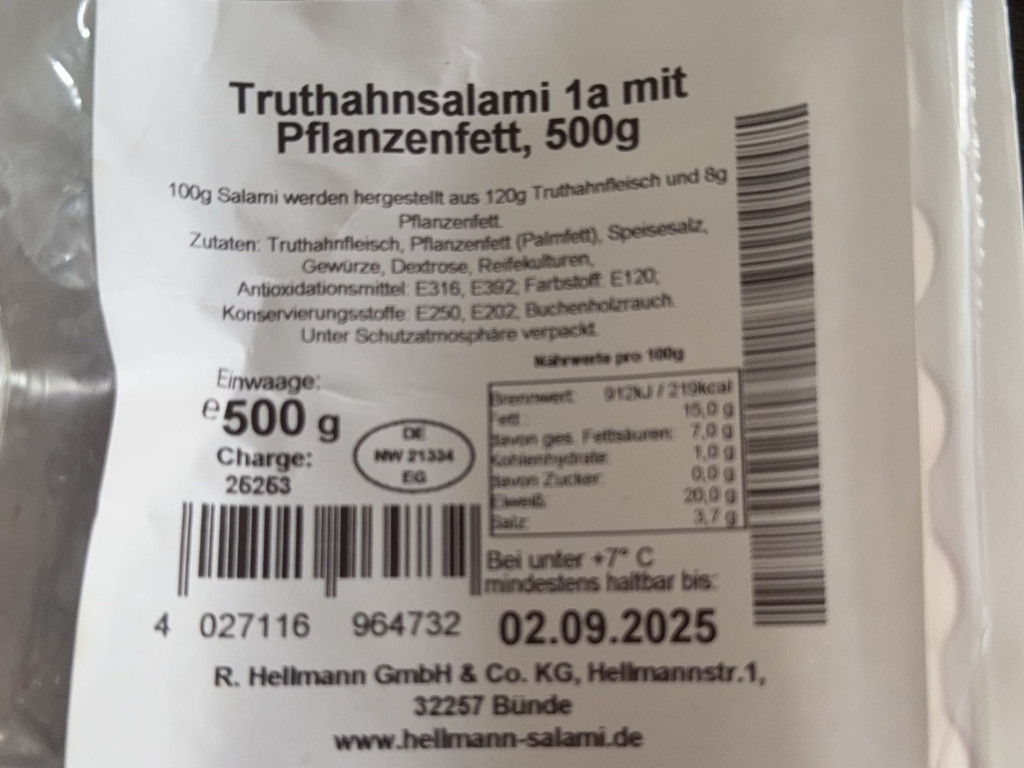 Truthahnsalami 1a mit
Pflanzenfett, 500g
100g Salami werden hergestellt aus 120g Truthahnfleisch und 8g
Pflanzenfett.
Zutaten: Truthahnfleisch, Pflanzenfett (Palmfett), Speisesalz,
Gewürze, Dextrose, Reifekulturen,
Antioxidationsmittel: E316, E392, Farbstoff: E120,
Konservierungsstoffe: E250, E202, Buchenholzrauch.
Unter Schutzatmosphäre verpackt.
Nährwerte pro 100g
Brennwert: 912kJ / 219kcal
Fett: 15,0 g
davon ges. Fettsäuren: 7,0 g
Kohlenhydrate: 1,0 g
davon Zucker: 0,0 g
Eiweiß: 20,0 g
Salz: 3,7 g
Einwaage:
e500 g
Charge:
26263
DE
NW 21334
EG
Bei unter +7° C
mindestens haltbar bis:
02.09.2025
4 027116 964732
R. Hellmann GmbH & Co. KG, Hellmannstr.1,
32257 Bünde
www.hellmann-salami.de